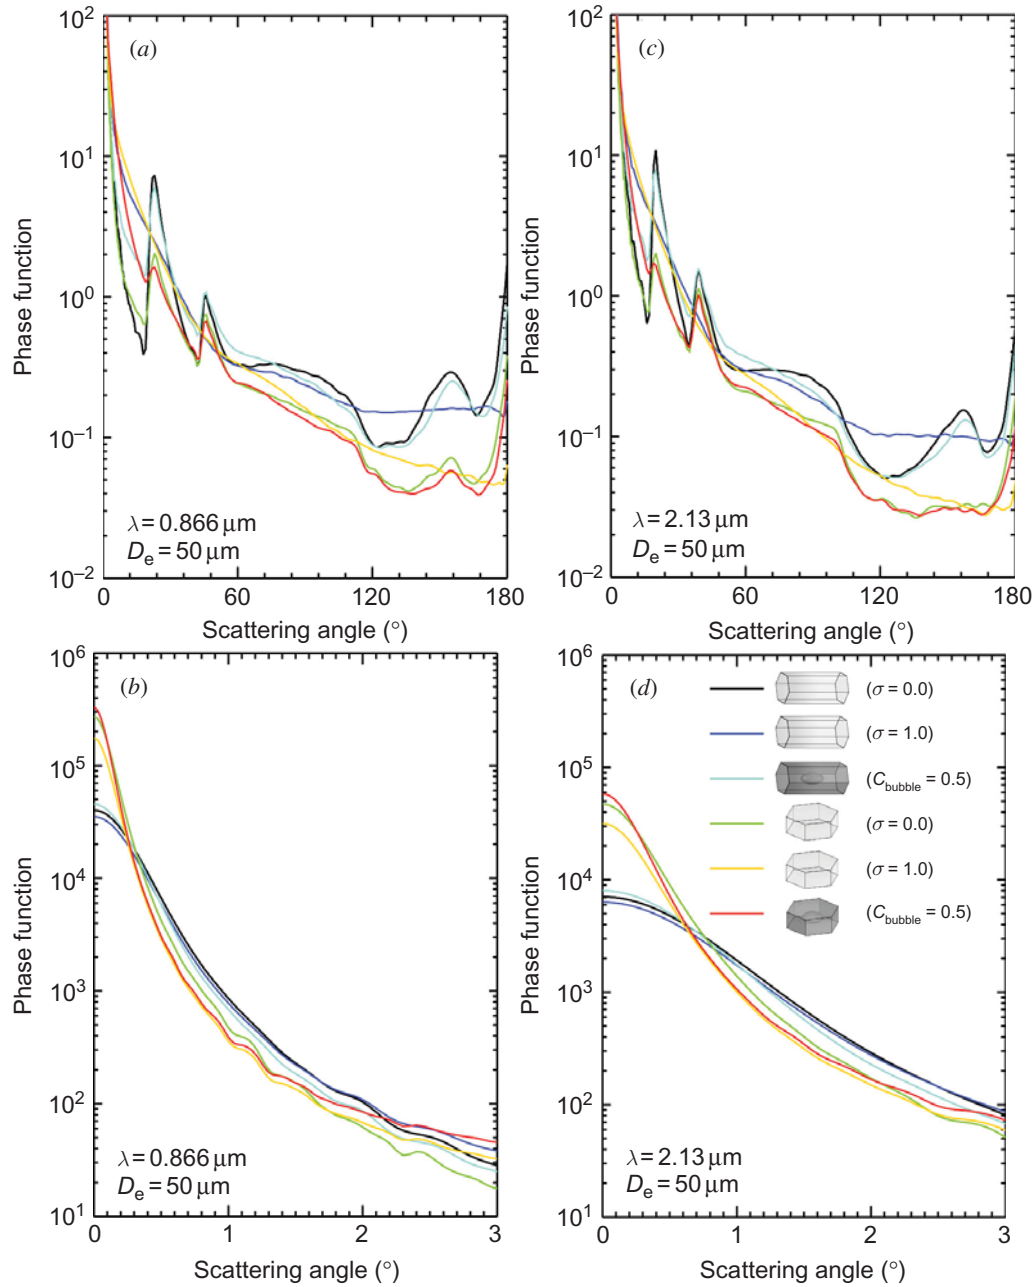 (a)
Phase function
10²
10¹
10⁰
10⁻¹
10⁻²
λ = 0.866 μm
Dₑ = 50 μm
0 60 120 180
Scattering angle (°)
(c)
Phase function
10²
10¹
10⁰
10⁻¹
10⁻²
λ = 2.13 μm
Dₑ = 50 μm
0 60 120 180
Scattering angle (°)
(b)
Phase function
10⁶
10⁵
10⁴
10³
10²
10¹
λ = 0.866 μm
Dₑ = 50 μm
0 1 2 3
Scattering angle (°)
(d)
Phase function
10⁶
10⁵
10⁴
10³
10²
10¹
(σ = 0.0)
(σ = 1.0)
(C_bubble = 0.5)
(σ = 0.0)
(σ = 1.0)
(C_bubble = 0.5)
λ = 2.13 μm
Dₑ = 50 μm
0 1 2 3
Scattering angle (°)